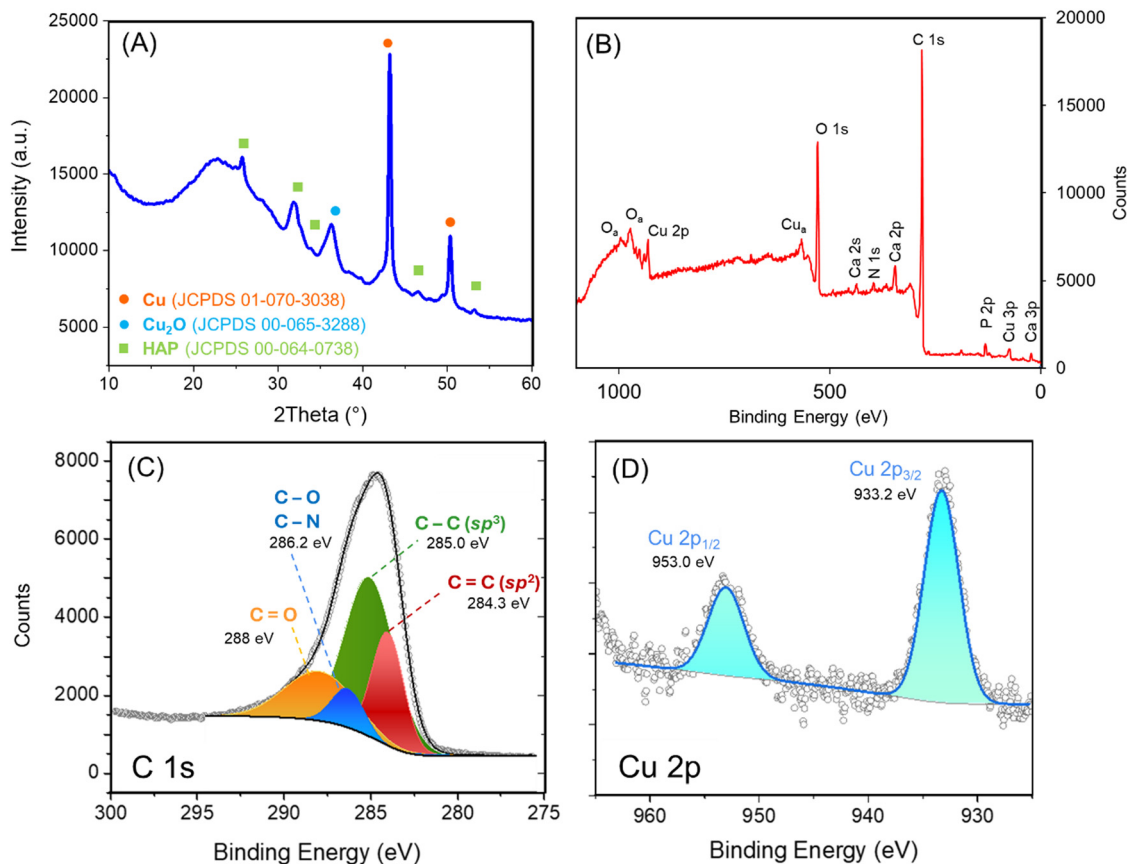 (A)
25000
20000
15000
10000
5000
Intensity (a.u.)
Cu (JCPDS 01-070-3038)
Cu₂O (JCPDS 00-065-3288)
HAP (JCPDS 00-064-0738)
10 20 30 40 50 60
2Theta (°)
(B)
C 1s
O 1s
Oₐ
Oₐ
Cu 2p
Cuₐ
Ca 2s
N 1s
Ca 2p
P 2p
Cu 3p
Ca 3p
20000
15000
10000
5000
0
Counts
1000 500 0
Binding Energy (eV)
(C)
8000
7000
6000
5000
4000
3000
2000
1000
0
Counts
C – O
C – N
286.2 eV
C – C (sp³)
285.0 eV
C = C (sp²)
284.3 eV
C = O
288 eV
C 1s
300 295 290 285 280 275
Binding Energy (eV)
(D)
Cu 2p₃/₂
933.2 eV
Cu 2p₁/₂
953.0 eV
Cu 2p
960 950 940 930
Binding Energy (eV)